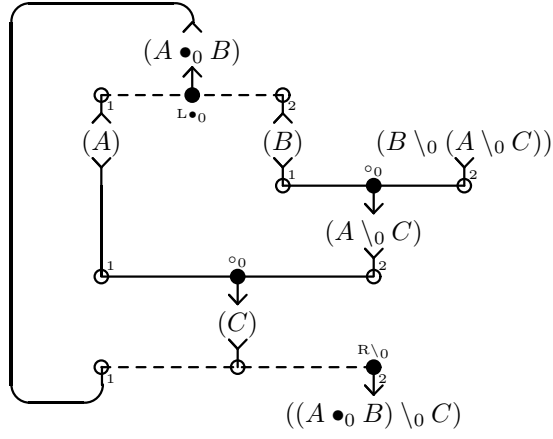 (A ●₀ B)
1 L●₀ 2
(A) (B) (B \₀ (A \₀ C))
1 ∘₀ 2
(A \₀ C)
1 ∘₀ 2
(C)
1 R\₀ 2
((A ●₀ B) \₀ C)